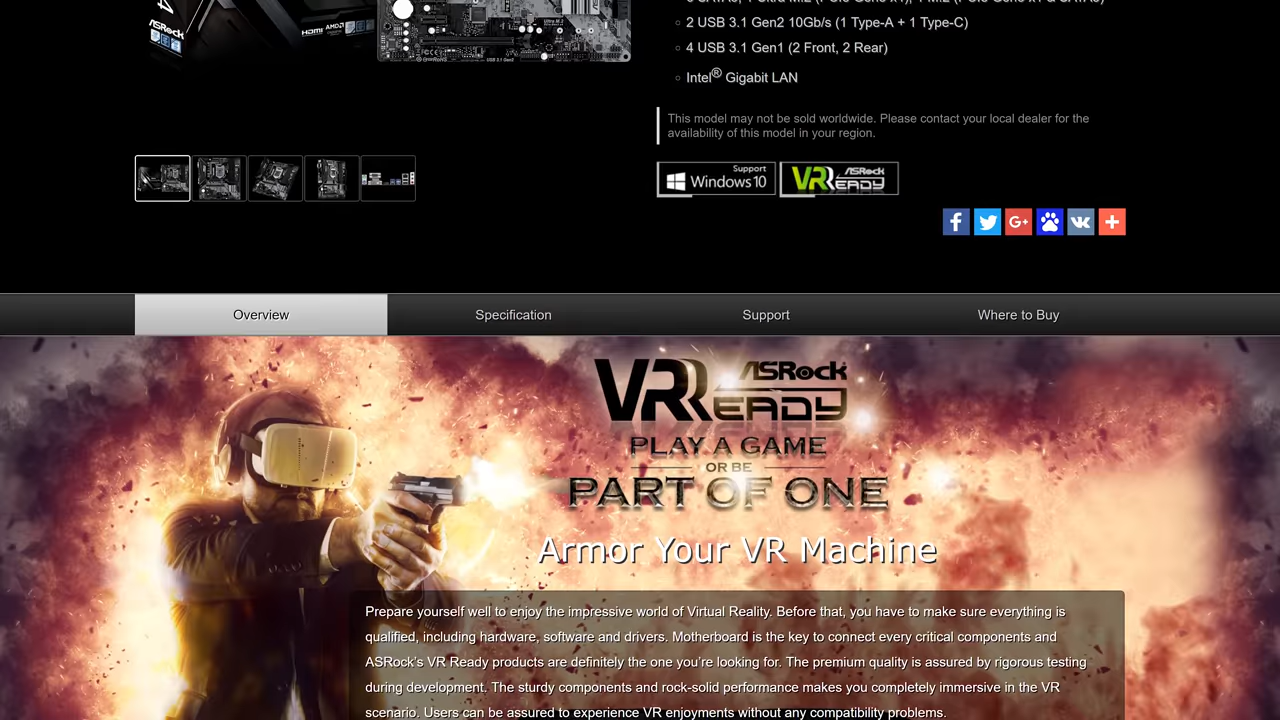 2 USB 3.1 Gen2 10Gb/s (1 Type-A + 1 Type-C)
4 USB 3.1 Gen1 (2 Front, 2 Rear)
Intel® Gigabit LAN
This model may not be sold worldwide. Please contact your local dealer for the
availability of this model in your region.
ASRock
HDMI AMD
Support
Windows 10
VR READY ASRock
Overview
Specification
Support
Where to Buy
VR READY ASRock
PLAY A GAME
OR BE
PART OF ONE
Armor Your VR Machine
Prepare yourself well to enjoy the impressive world of Virtual Reality. Before that, you have to make sure everything is
qualified, including hardware, software and drivers. Motherboard is the key to connect every critical components and
ASRock's VR Ready products are definitely the one you're looking for. The premium quality is assured by rigorous testing
during development. The sturdy components and rock-solid performance makes you completely immersive in the VR
scenario. Users can be assured to experience VR enjoyments without any compatibility problems.